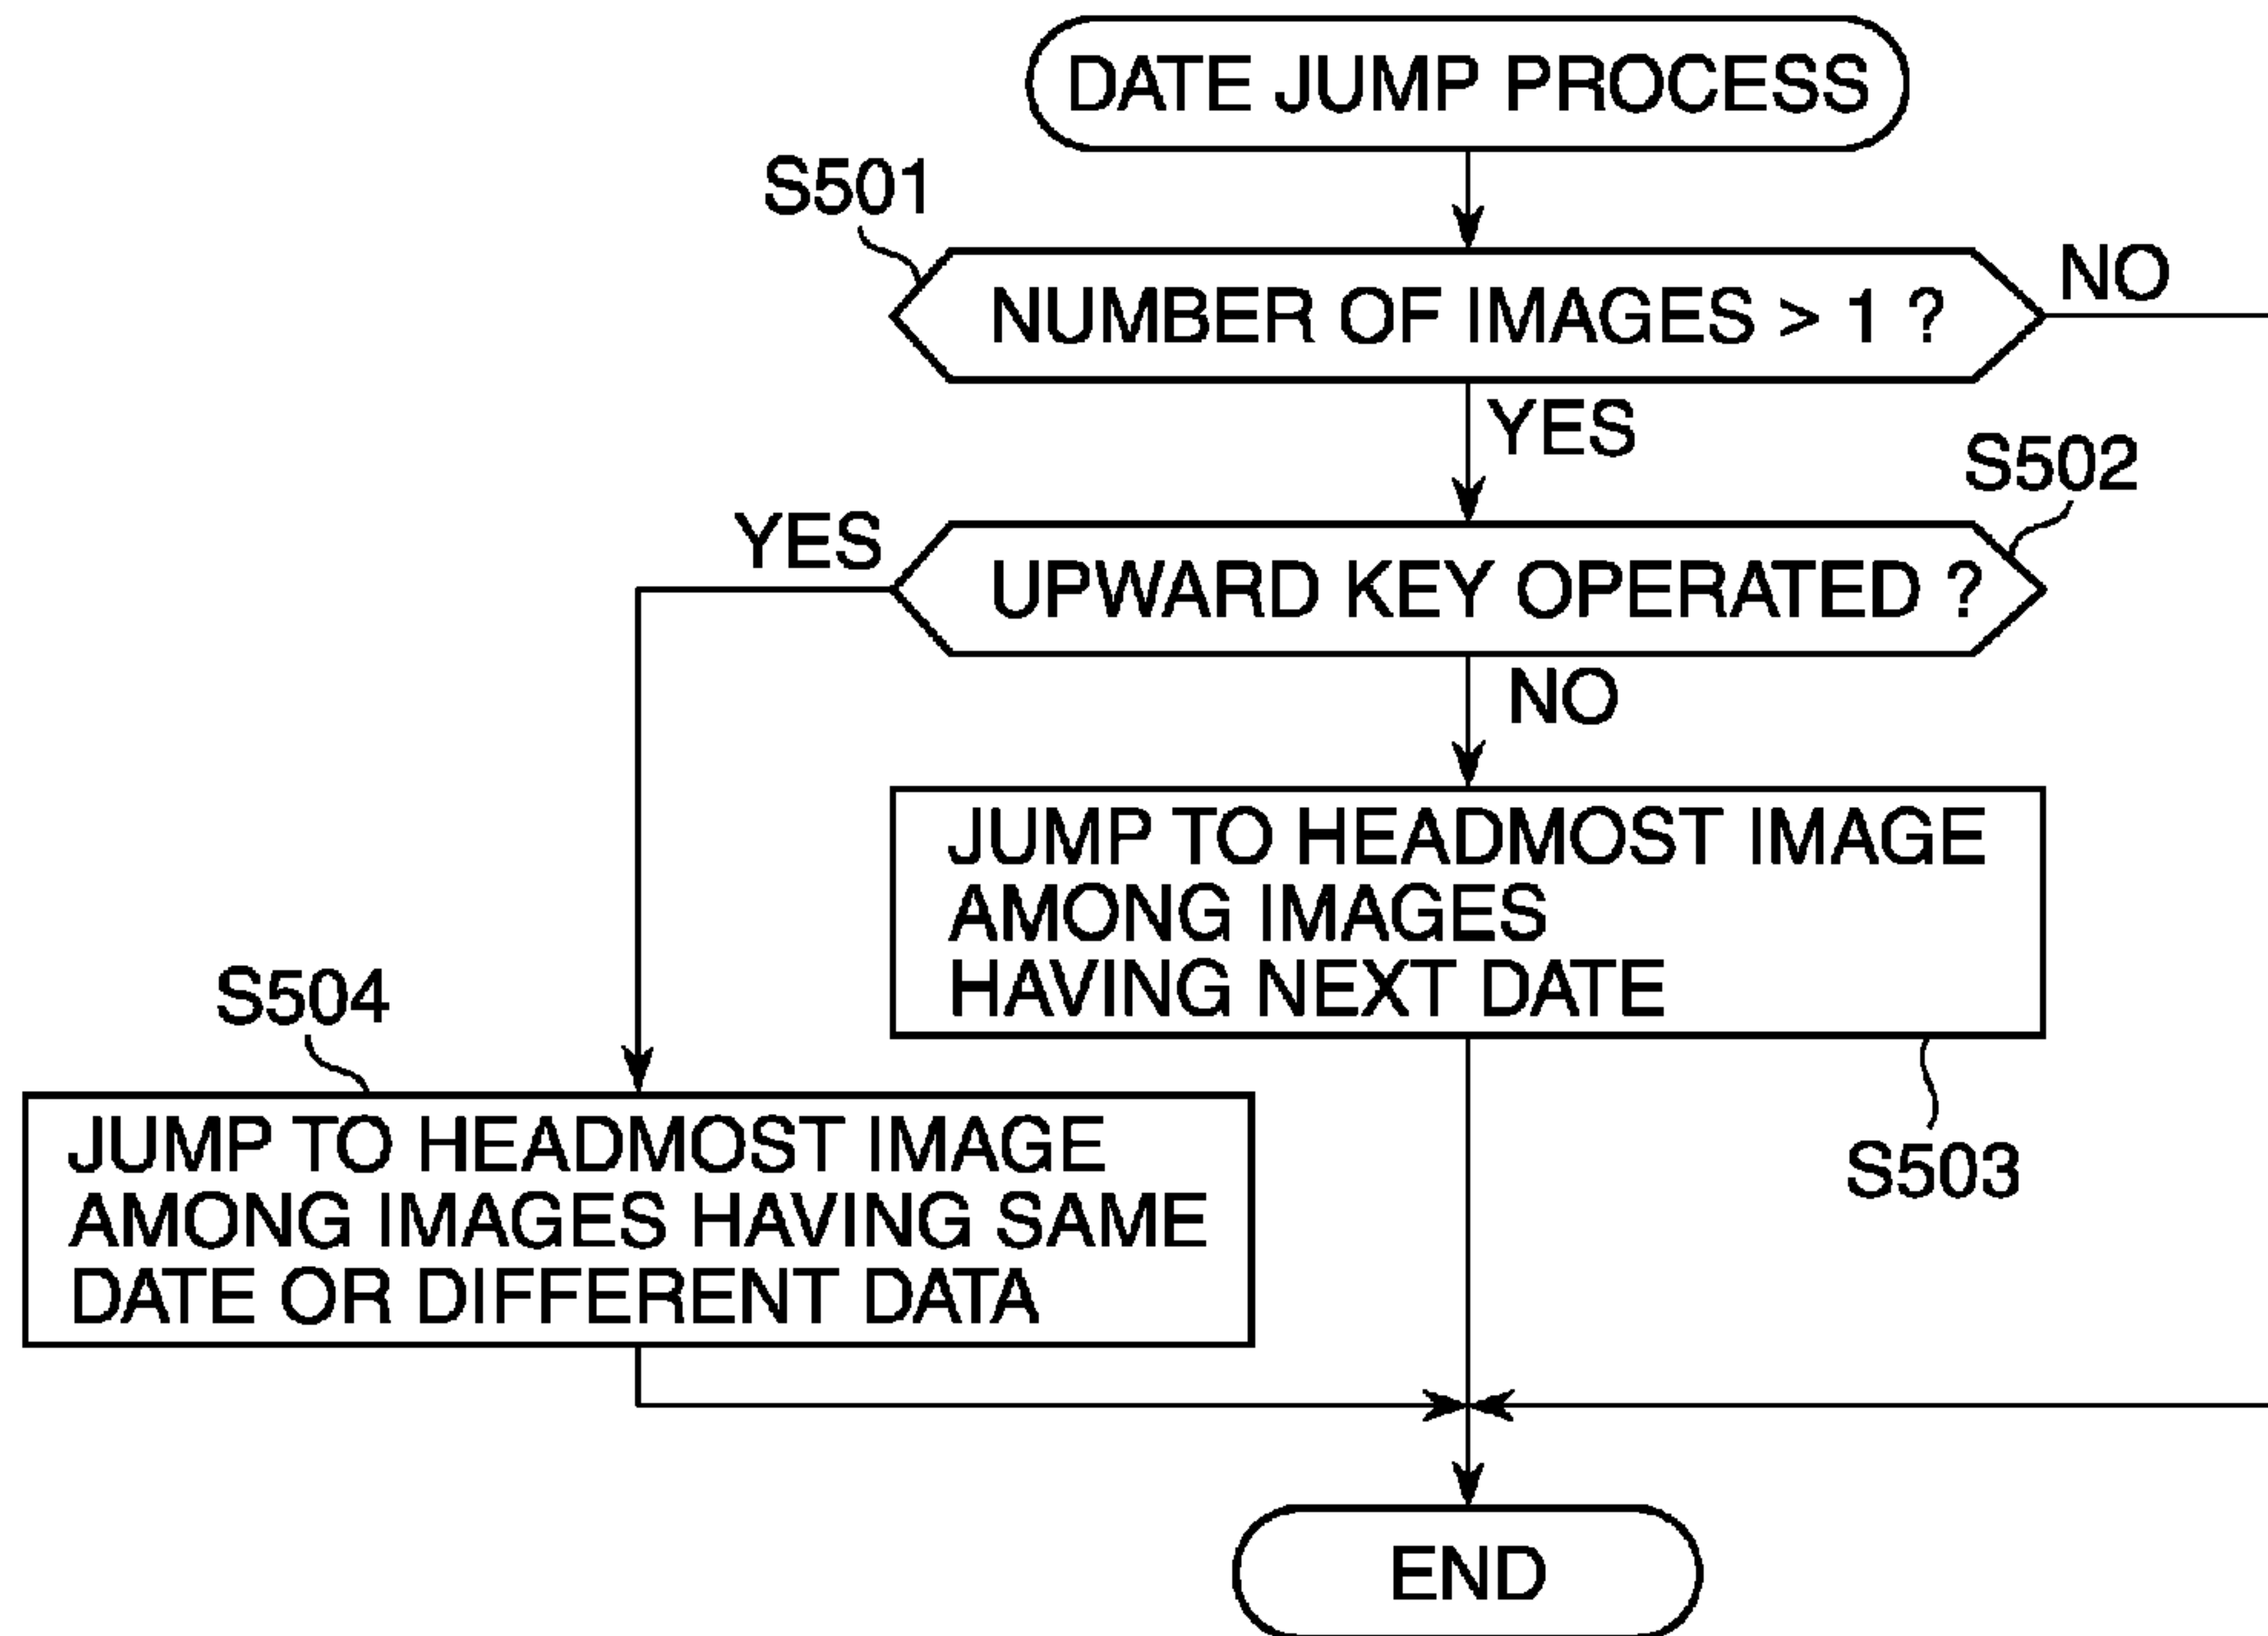 DATE JUMP PROCESS
S501
NUMBER OF IMAGES > 1 ?
NO
YES
S502
YES
UPWARD KEY OPERATED ?
NO
JUMP TO HEADMOST IMAGE
AMONG IMAGES
HAVING NEXT DATE
S503
S504
JUMP TO HEADMOST IMAGE
AMONG IMAGES HAVING SAME
DATE OR DIFFERENT DATA
END